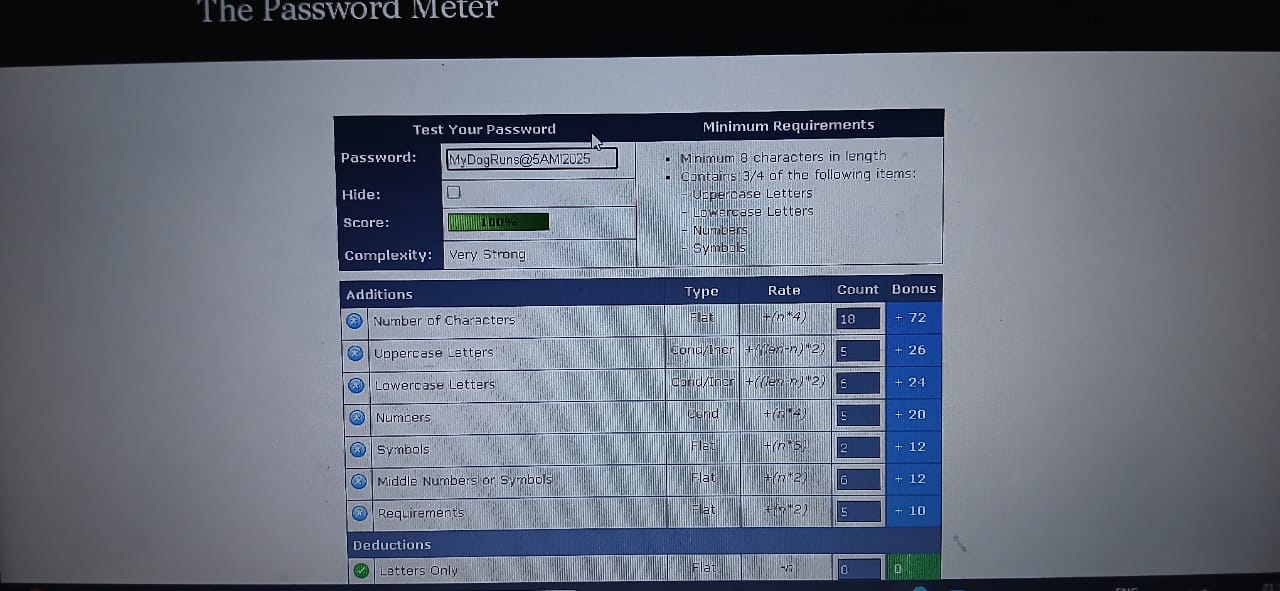 The Password Meter
Test Your Password Minimum Requirements
Password: MyDogRuns@5AM!2025
Hide:
Score: 100%
Complexity: Very Strong
• Minimum 8 characters in length
• Contains 3/4 of the following items:
- Uppercase Letters
- Lowercase Letters
- Numbers
- Symbols
Additions Type Rate Count Bonus
Number of Characters Flat +(n*4) 18 + 72
Uppercase Letters Cond/Incr +((len-n)*2) 5 + 26
Lowercase Letters Cond/Incr +((len-n)*2) 6 + 24
Numbers Cond +(n*4) 5 + 20
Symbols Flat +(n*6) 2 + 12
Middle Numbers or Symbols Flat +(n*2) 6 + 12
Requirements Flat +(n*2) 5 + 10
Deductions
Letters Only Flat -n 0 0